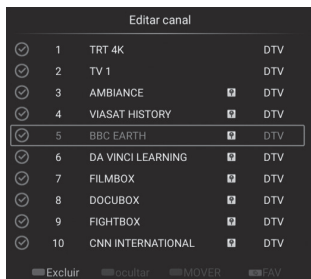 Editar canal
1 TRT 4K DTV
2 TV 1 DTV
3 AMBIANCE DTV
4 VIASAT HISTORY DTV
5 BBC EARTH DTV
6 DA VINCI LEARNING DTV
7 FILMBOX DTV
8 DOCUBOX DTV
9 FIGHTBOX DTV
10 CNN INTERNATIONAL DTV
Excluir ocultar MOVER FAV